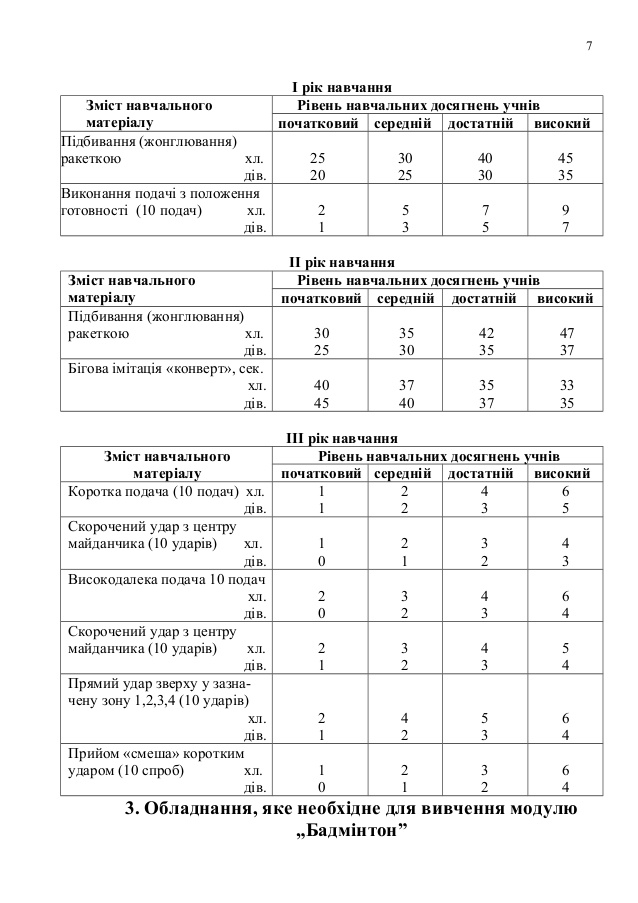 7
І рік навчання
Зміст навчального Рівень навчальних досягнень учнів
матеріалу початковий середній достатній високий
Підбивання (жонглювання)
ракеткою хл. 25 30 40 45
дів. 20 25 30 35
Виконання подачі з положення
готовності (10 подач) хл. 2 5 7 9
дів. 1 3 5 7
ІІ рік навчання
Зміст навчального Рівень навчальних досягнень учнів
матеріалу початковий середній достатній високий
Підбивання (жонглювання)
ракеткою хл. 30 35 42 47
дів. 25 30 35 37
Бігова імітація «конверт», сек.
хл. 40 37 35 33
дів. 45 40 37 35
ІІІ рік навчання
Зміст навчального Рівень навчальних досягнень учнів
матеріалу початковий середній достатній високий
Коротка подача (10 подач) хл. 1 2 4 6
дів. 1 2 3 5
Скорочений удар з центру
майданчика (10 ударів) хл. 1 2 3 4
дів. 0 1 2 3
Високодалека подача 10 подач
хл. 2 3 4 6
дів. 0 2 3 4
Скорочений удар з центру
майданчика (10 ударів) хл. 2 3 4 5
дів. 1 2 3 4
Прямий удар зверху у зазна-
чену зону 1,2,3,4 (10 ударів)
хл. 2 4 5 6
дів. 1 2 3 4
Прийом «смеша» коротким
ударом (10 спроб) хл. 1 2 3 6
дів. 0 1 2 4
3. Обладнання, яке необхідне для вивчення модулю
„Бадмінтон”